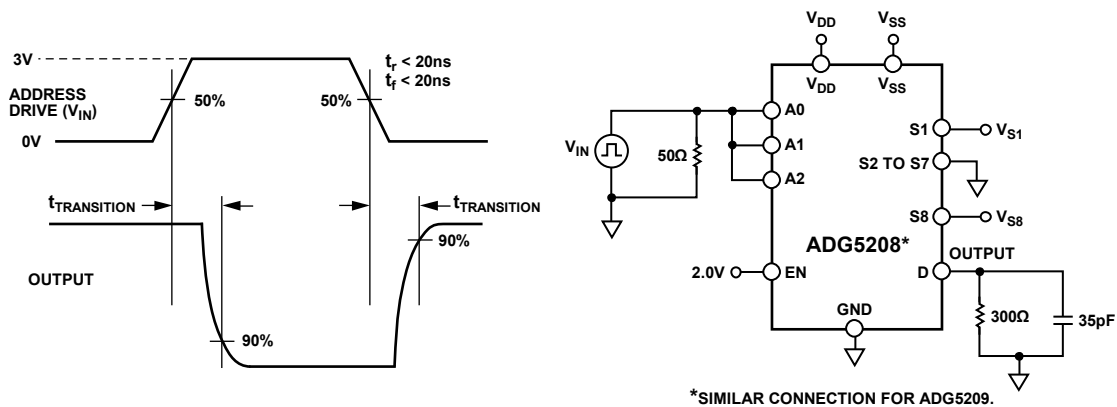 3V
ADDRESS
DRIVE (VIN)
0V
50%
50%
tr < 20ns
tf < 20ns
tTRANSITION
tTRANSITION
90%
90%
OUTPUT
VDD
VSS
VDD
VSS
A0
A1
A2
VIN
50Ω
S1
VS1
S2 TO S7
S8
VS8
ADG5208*
OUTPUT
2.0V
EN
D
GND
300Ω
35pF
*SIMILAR CONNECTION FOR ADG5209.